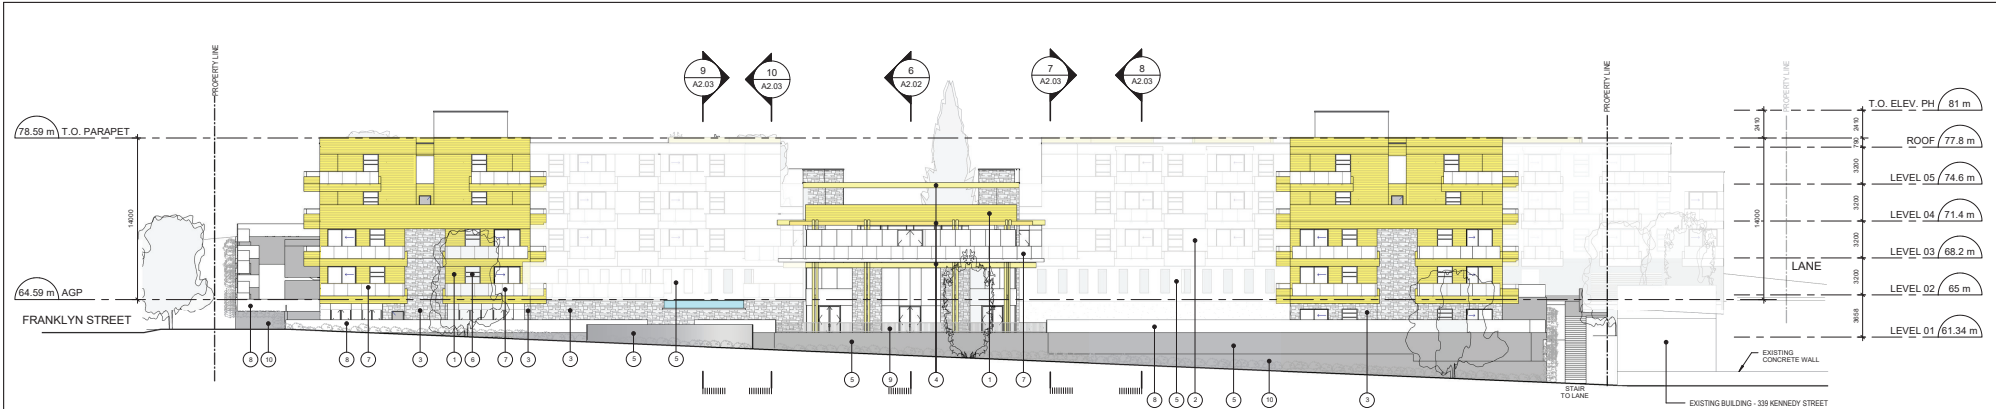 PROPERTY LINE
9
A2.03
10
A2.03
6
A2.02
7
A2.03
8
A2.03
PROPERTY LINE
PROPERTY LINE
78.59 m T.O. PARAPET
14000
64.59 m AGP
FRANKLYN STREET
T.O. ELEV. PH 81 m
ROOF 77.8 m
LEVEL 05 74.6 m
LEVEL 04 71.4 m
LEVEL 03 68.2 m
LANE
LEVEL 02 65 m
LEVEL 01 61.34 m
2410
14000
2410
790
3200
3200
3200
3200
3658
EXISTING
CONCRETE WALL
STAIR
TO LANE
EXISTING BUILDING - 339 KENNEDY STREET
8 10 8 7 3 1 6 7 3 3 5 5 5 9 4 1 7 8 5 2 5 10 3